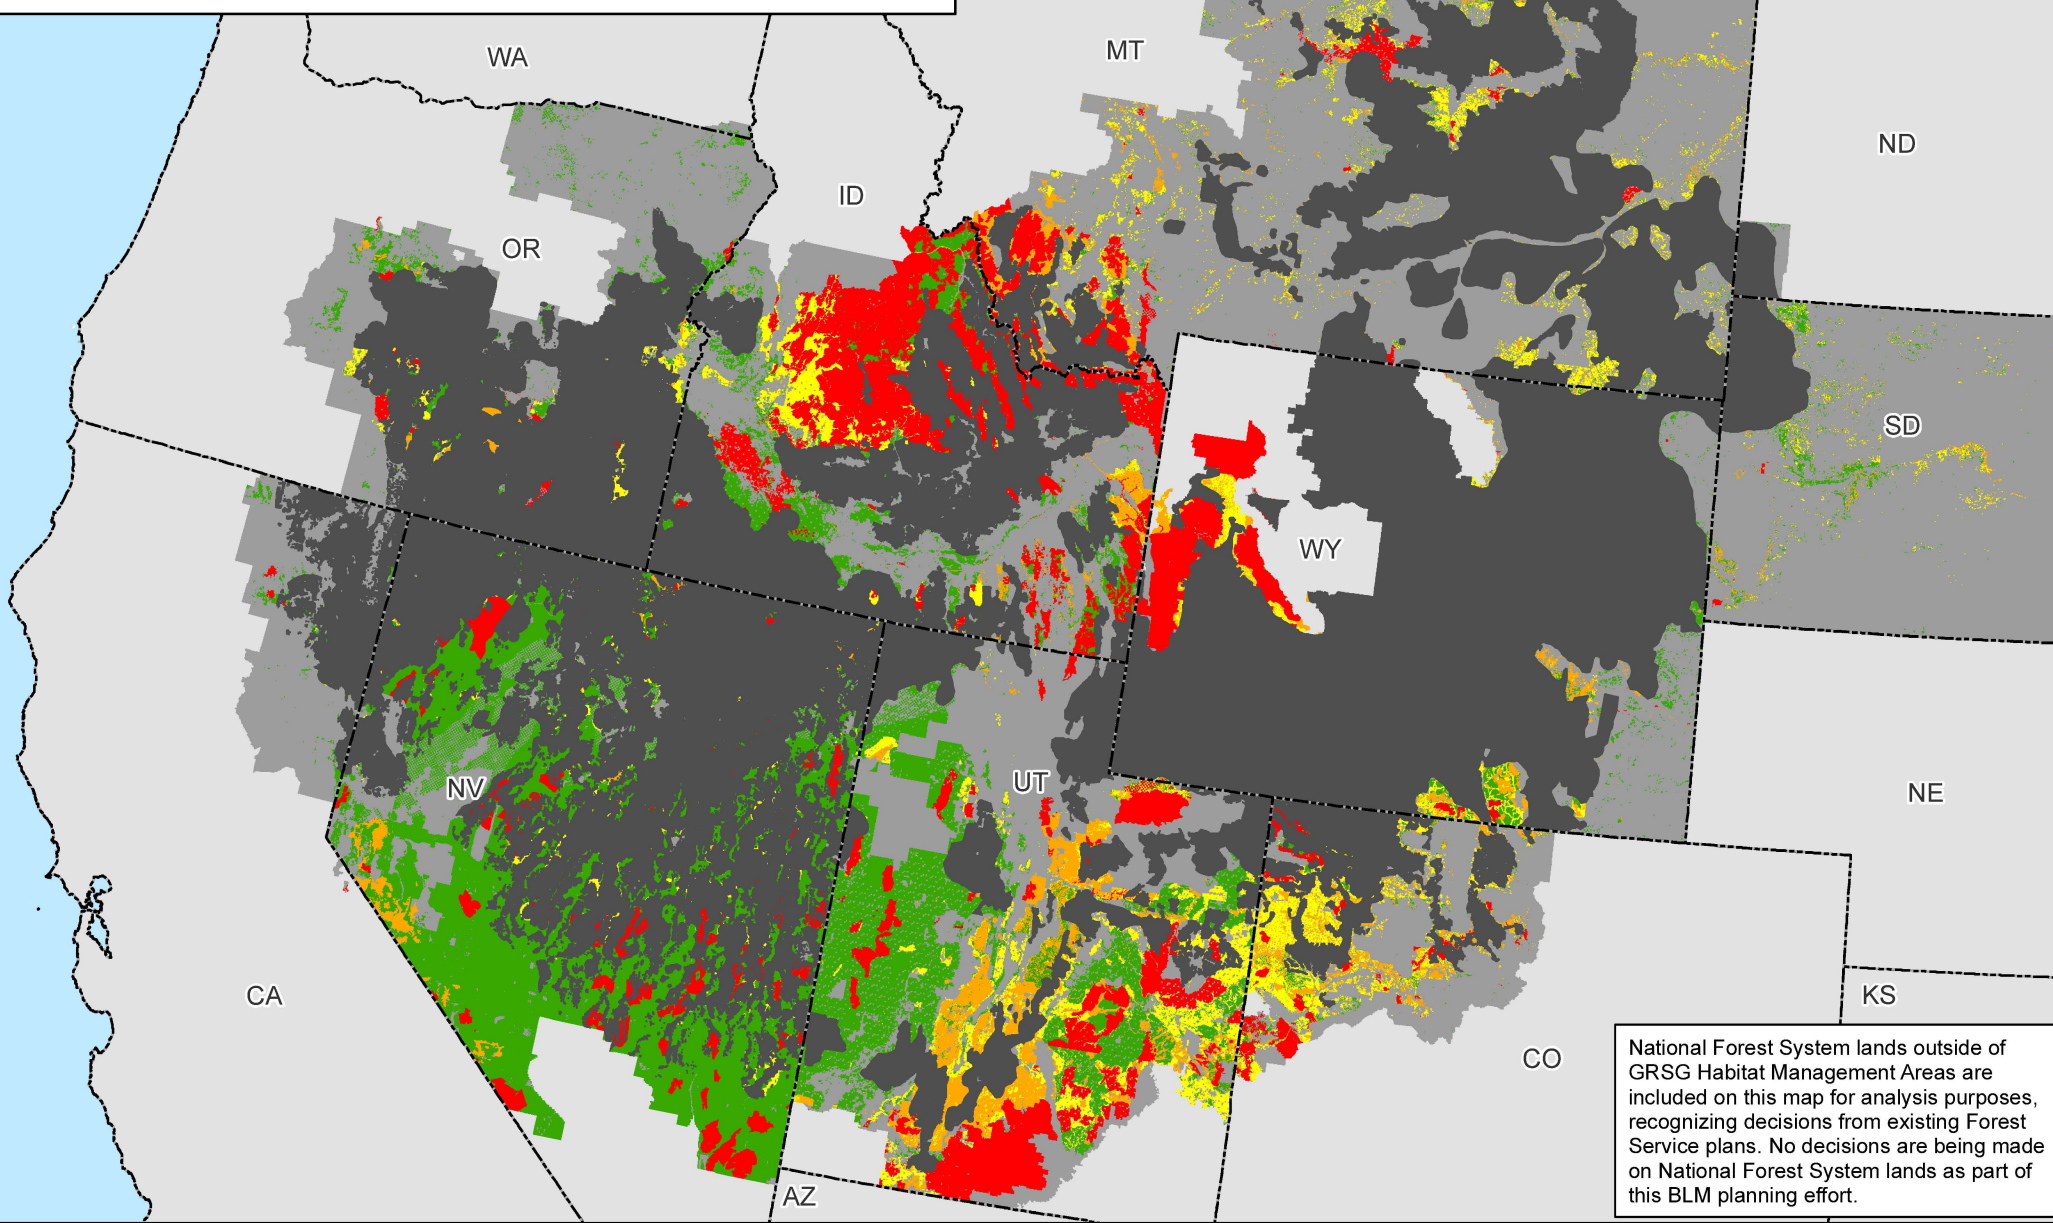 WA
MT
ND
ID
OR
SD
WY
NV
UT
NE
CA
KS
CO
AZ
National Forest System lands outside of
GRSG Habitat Management Areas are
included on this map for analysis purposes,
recognizing decisions from existing Forest
Service plans. No decisions are being made
on National Forest System lands as part of
this BLM planning effort.